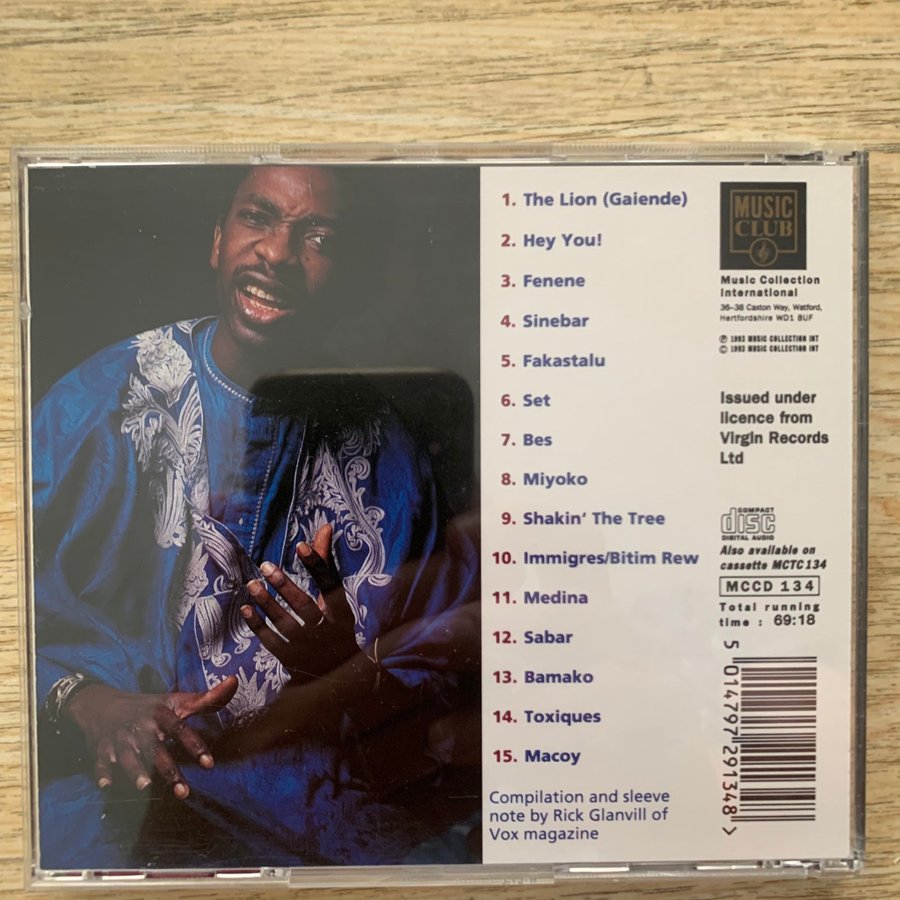 1. The Lion (Gaiende)
2. Hey You!
3. Fenene
4. Sinebar
5. Fakastalu
6. Set
7. Bes
8. Miyoko
9. Shakin' The Tree
10. Immigres/Bitim Rew
11. Medina
12. Sabar
13. Bamako
14. Toxiques
15. Macoy
Compilation and sleeve
note by Rick Glanvill of
Vox magazine
MUSIC
CLUB
Music Collection
International
36–38 Caxton Way, Watford,
Hertfordshire WD1 8UF
℗ 1993 MUSIC COLLECTION INT
© 1993 MUSIC COLLECTION INT
Issued under
licence from
Virgin Records
Ltd
COMPACT
disc
DIGITAL AUDIO
Also available on
cassette MCTC134
MCCD 134
Total running
time : 69:18
5 014797 291348 >